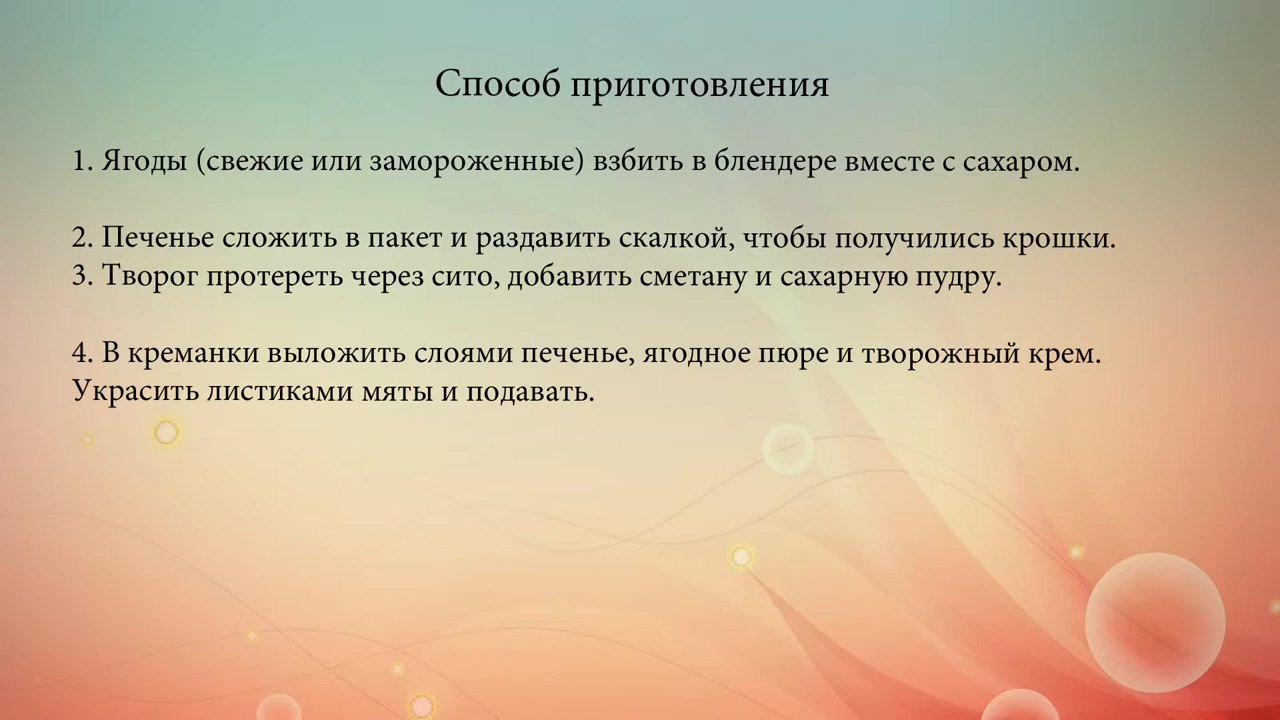 Способ приготовления
1. Ягоды (свежие или замороженные) взбить в блендере вместе с сахаром.
2. Печенье сложить в пакет и раздавить скалкой, чтобы получились крошки.
3. Творог протереть через сито, добавить сметану и сахарную пудру.
4. В креманки выложить слоями печенье, ягодное пюре и творожный крем.
Украсить листиками мяты и подавать.